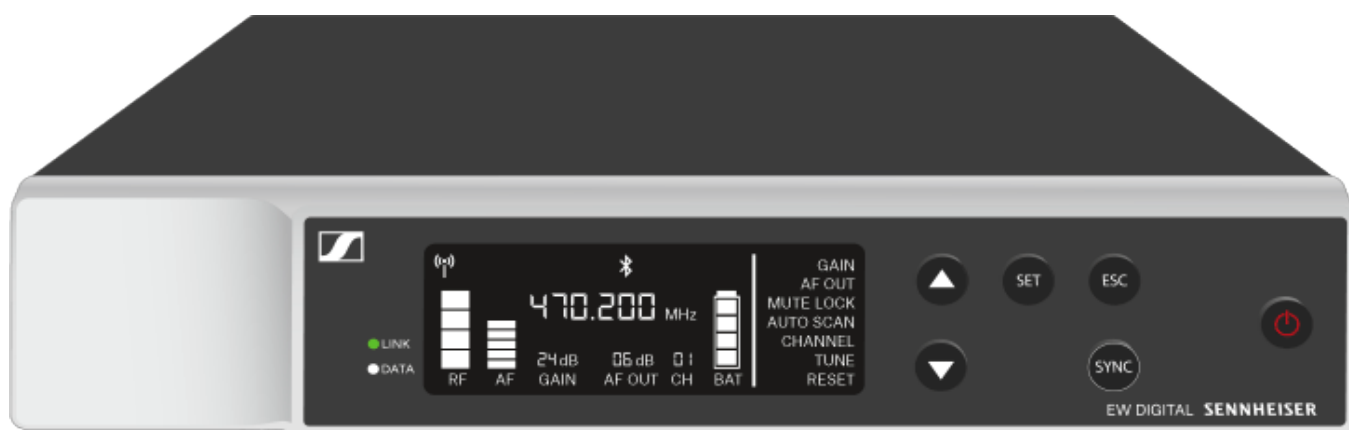 470.200 MHz
24 dB 06 dB 01
RF AF GAIN AF OUT CH BAT
GAIN
AF OUT
MUTE LOCK
AUTO SCAN
CHANNEL
TUNE
RESET
LINK
DATA
SET
ESC
SYNC
EW DIGITAL SENNHEISER